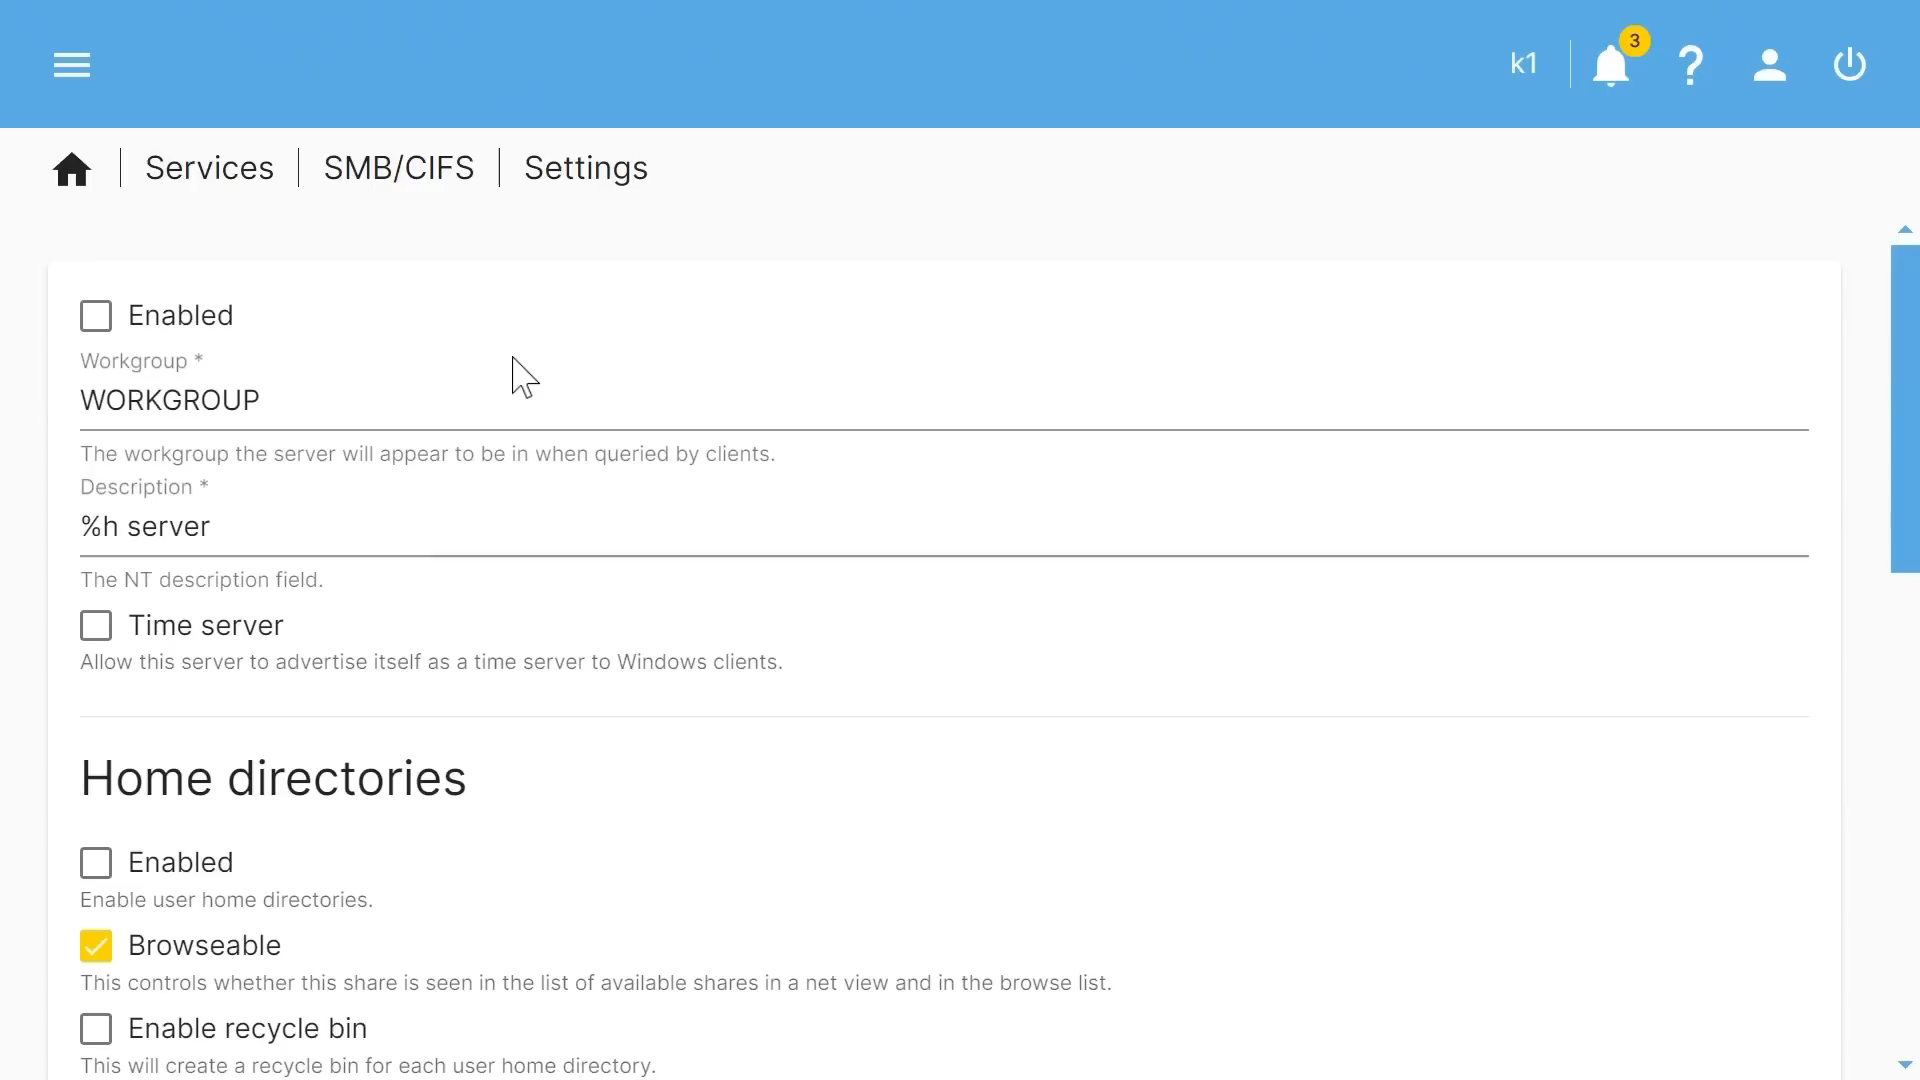 k1
3
Services | SMB/CIFS | Settings
Enabled
Workgroup *
WORKGROUP
The workgroup the server will appear to be in when queried by clients.
Description *
%h server
The NT description field.
Time server
Allow this server to advertise itself as a time server to Windows clients.
Home directories
Enabled
Enable user home directories.
Browseable
This controls whether this share is seen in the list of available shares in a net view and in the browse list.
Enable recycle bin
This will create a recycle bin for each user home directory.